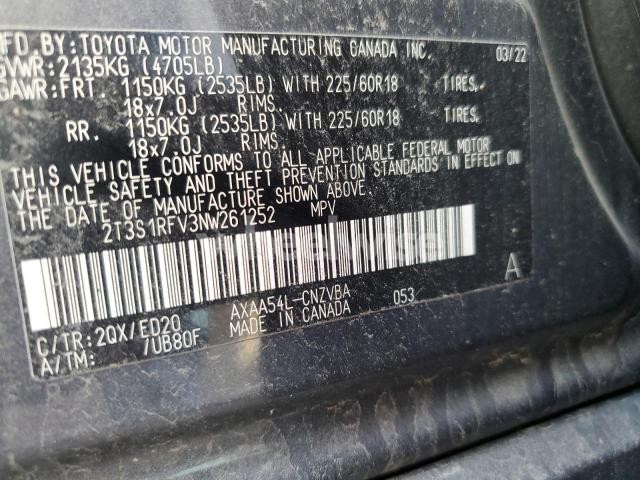 MFD.BY:TOYOTA MOTOR MANUFACTURING CANADA INC. 03/22
GVWR:2135KG (4705LB)
GAWR:FRT. 1150KG (2535LB) WITH 225/60R18 TIRES.
18x7.0J RIMS.
RR. 1150KG (2535LB) WITH 225/60R18 TIRES.
18x7.0J RIMS.
THIS VEHICLE CONFORMS TO ALL APPLICABLE FEDERAL MOTOR
VEHICLE SAFETY AND THEFT PREVENTION STANDARDS IN EFFECT ON
THE DATE OF MANUFACTURE SHOWN ABOVE.
2T3S1RFV3NW261252 MPV
A
C/TR:2QX/ED20 AXAA54L-CNZVBA 053
A/TM: 7UB80F MADE IN CANADA